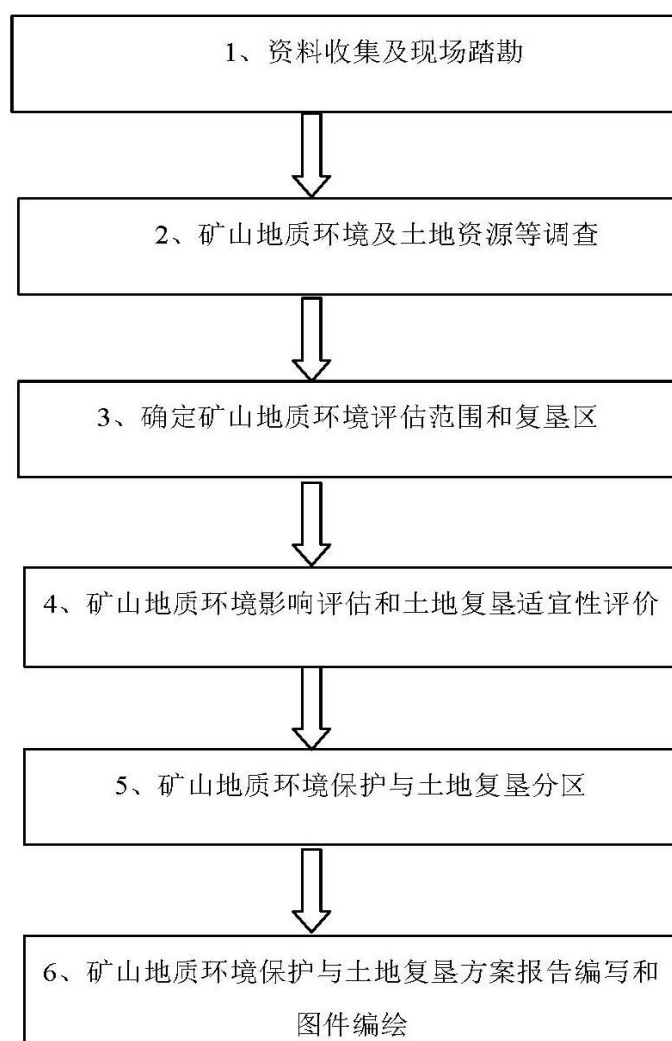 1、资料收集及现场踏勘
2、矿山地质环境及土地资源等调查
3、确定矿山地质环境评估范围和复垦区
4、矿山地质环境影响评估和土地复垦适宜性评价
5、矿山地质环境保护与土地复垦分区
6、矿山地质环境保护与土地复垦方案报告编写和
图件编绘